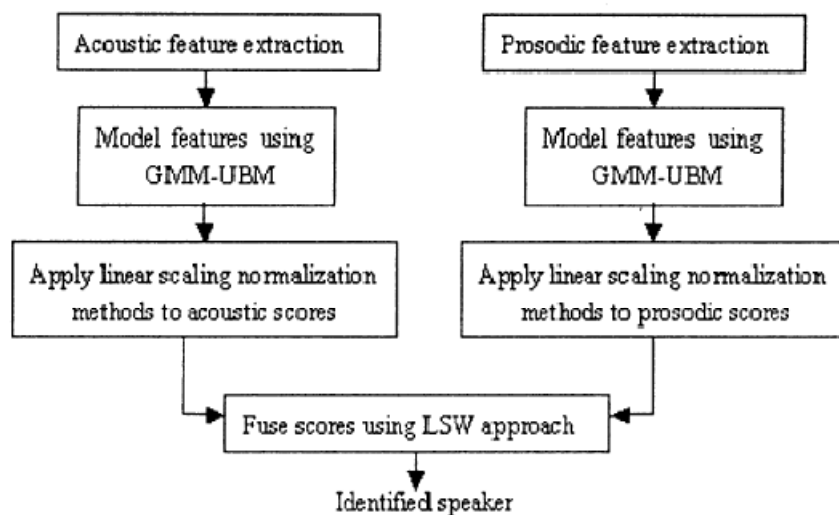 Acoustic feature extraction
Prosodic feature extraction
Model features using
GMM-UBM
Model features using
GMM-UBM
Apply linear scaling normalization
methods to acoustic scores
Apply linear scaling normalization
methods to prosodic scores
Fuse scores using LSW approach
Identified speaker